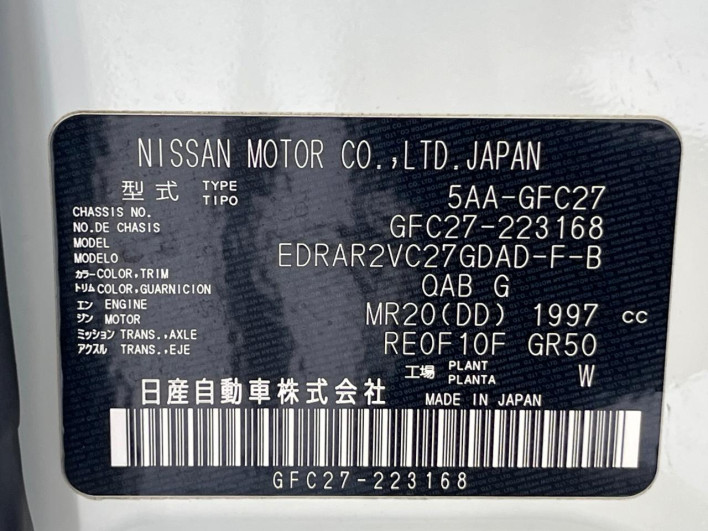 NISSAN MOTOR CO.,LTD.JAPAN
型式 TYPE TIPO 5AA-GFC27
CHASSIS NO. NO.DE CHASIS GFC27-223168
MODEL MODELO EDRAR2VC27GDAD-F-B
カラー COLOR,TRIM トリム COLOR,GUARNICION QAB G
エンジン ENGINE MOTOR MR20(DD) 1997 cc
ミッション TRANS.,AXLE アクスル TRANS.,EJE RE0F10F GR50
工場 PLANT PLANTA W
日産自動車株式会社 MADE IN JAPAN
GFC27-223168